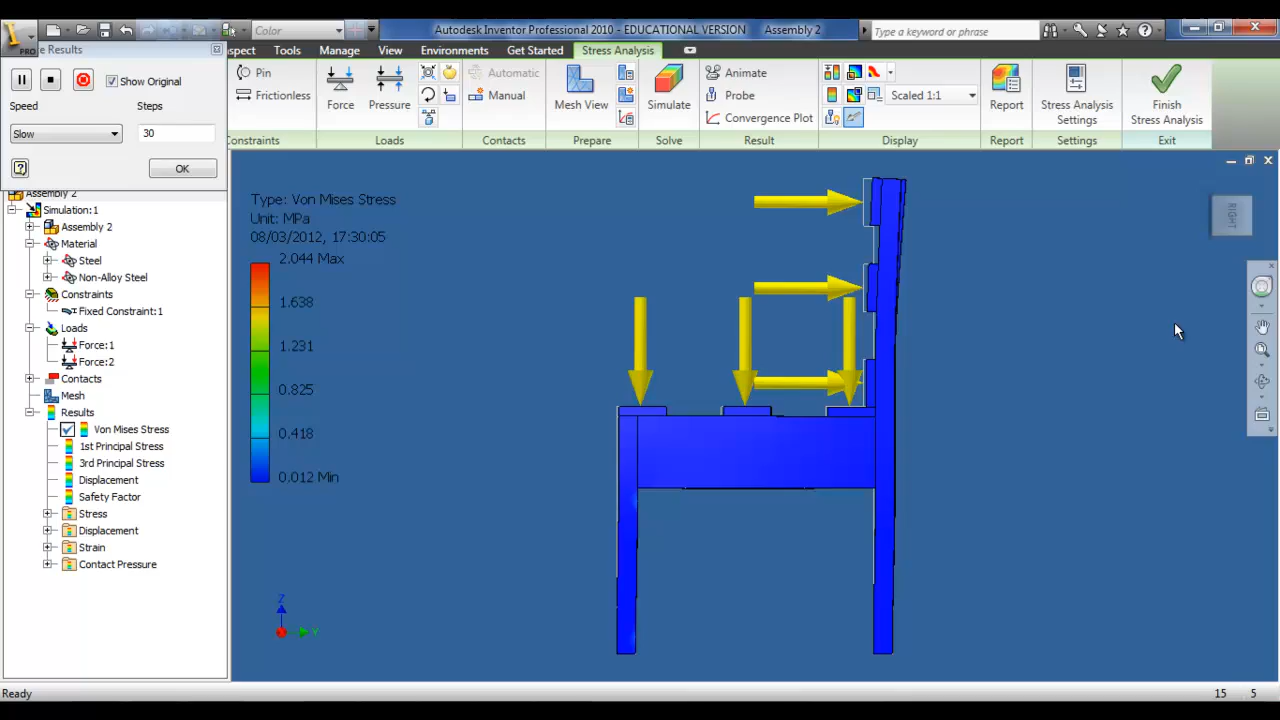 Color
Autodesk Inventor Professional 2010 - EDUCATIONAL VERSION Assembly 2
Type a keyword or phrase
PRO
e Results
spect Tools Manage View Environments Get Started Stress Analysis
Show Original
Speed Steps
Slow 30
OK
Pin
Frictionless
Constraints
Force
Pressure
Loads
Automatic
Manual
Contacts
Mesh View
Prepare
Simulate
Solve
Animate
Probe
Convergence Plot
Result
Scaled 1:1
Display
Report
Report
Stress Analysis
Settings
Settings
Finish
Stress Analysis
Exit
Assembly 2
Simulation:1
Assembly 2
Material
Steel
Non-Alloy Steel
Constraints
Fixed Constraint:1
Loads
Force:1
Force:2
Contacts
Mesh
Results
Von Mises Stress
1st Principal Stress
3rd Principal Stress
Displacement
Safety Factor
Stress
Displacement
Strain
Contact Pressure
Type: Von Mises Stress
Unit: MPa
08/03/2012, 17:30:05
2.044 Max
1.638
1.231
0.825
0.418
0.012 Min
RIGHT
Z
Y
Ready
15 5